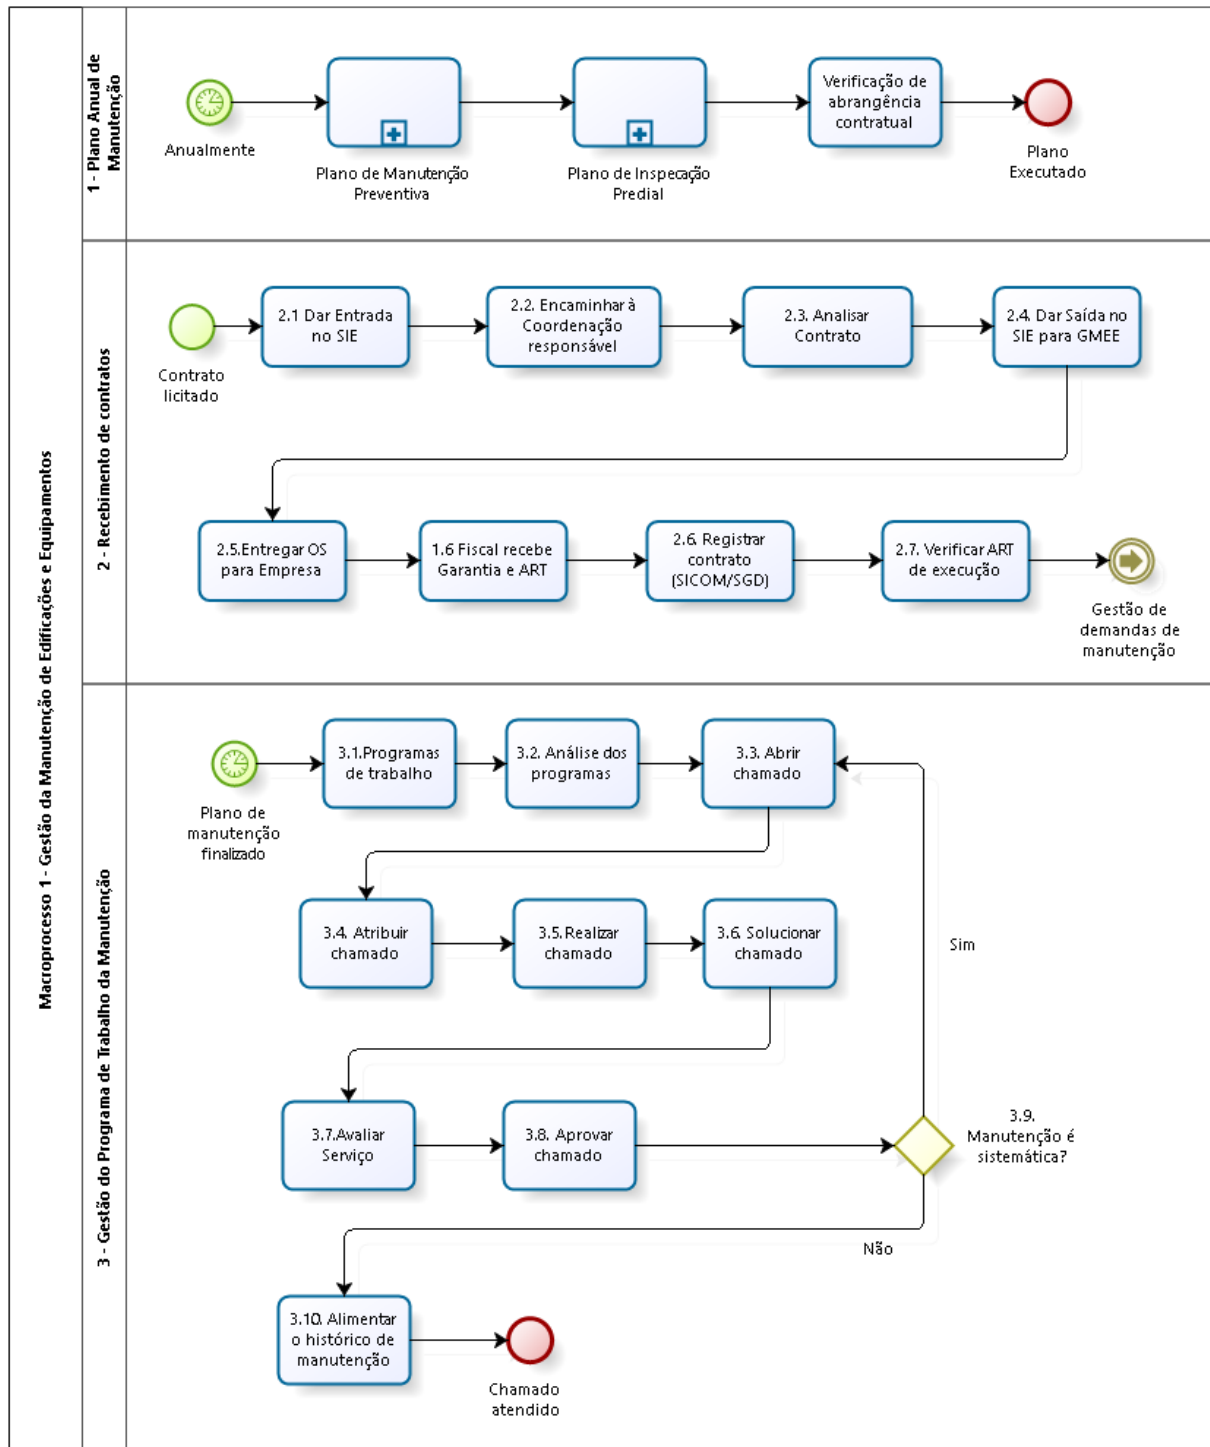 Macroprocesso 1 - Gestão da Manutenção de Edificações e Equipamentos
1 - Plano Anual de
Manutenção
Anualmente
Plano de Manutenção
Preventiva
Plano de Inspecação
Predial
Verificação de
abrangência
contratual
Plano
Executado
2 - Recebimento de contratos
Contrato
licitado
2.1 Dar Entrada
no SIE
2.2. Encaminhar à
Coordenação
responsável
2.3. Analisar
Contrato
2.4. Dar Saída no
SIE para GMEE
2.5.Entregar OS
para Empresa
1.6 Fiscal recebe
Garantia e ART
2.6. Registrar
contrato
(SICOM/SGD)
2.7. Verificar ART
de execução
Gestão de
demandas de
manutenção
3 - Gestão do Programa de Trabalho da Manutenção
Plano de
manutenção
finalizado
3.1.Programas
de trabalho
3.2. Análise dos
programas
3.3. Abrir
chamado
3.4. Atribuir
chamado
3.5.Realizar
chamado
3.6. Solucionar
chamado
Sim
3.7.Avaliar
Serviço
3.8. Aprovar
chamado
3.9.
Manutenção é
sistemática?
Não
3.10. Alimentar
o histórico de
manutenção
Chamado
atendido